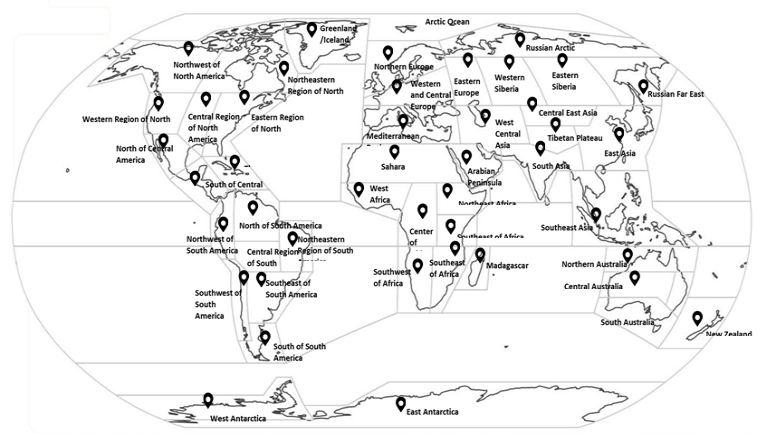 Arctic Ocean
Greenland
/Iceland
Russian Arctic
Northwest of
North America
Northeastern
Region of North
Northern Europe
Western
and Central
Europe
Eastern
Europe
Western
Siberia
Eastern
Siberia
Russian Far East
Western Region of North
Central Region
of North
America
Eastern Region
of North
Mediterranean
West
Central
Asia
Central East Asia
Tibetan Plateau
East Asia
North of Central
America
South of Central
Sahara
Arabian
Peninsula
South Asia
West
Africa
Northeast Africa
North of South America
Northwest of
South America
Central Region
of South
Northeastern
Region of South
Center
of
Southeast of Africa
Southeast Asia
Southwest
of Africa
Southeast
of Africa
Madagascar
Northern Australia
Central Australia
Southwest of
South
America
Southeast of
South America
South Australia
New Zealand
South of South
America
West Antarctica
East Antarctica